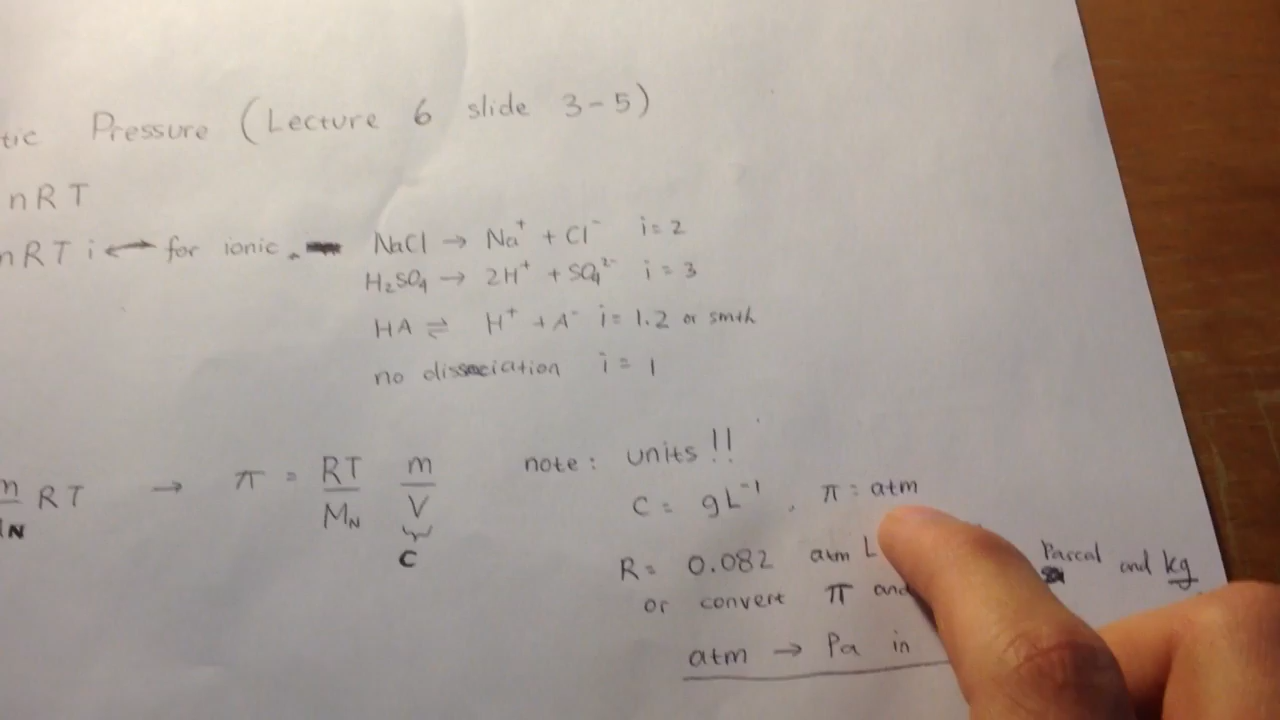 tic Pressure (Lecture 6 slide 3-5)
nRT
nRT i ↔ for ionic. NaCl → Na⁺ + Cl⁻ i = 2
H₂SO₄ → 2H⁺ + SO₄²⁻ i = 3
HA ⇌ H⁺ + A⁻ i = 1.2 or smth
no dissociation i = 1
note: units !!
m/MN RT → π = RT/MN m/V
C
C = gL⁻¹, π = atm
R = 0.082 atm L Pascal and kg
or convert π and
atm → Pa in